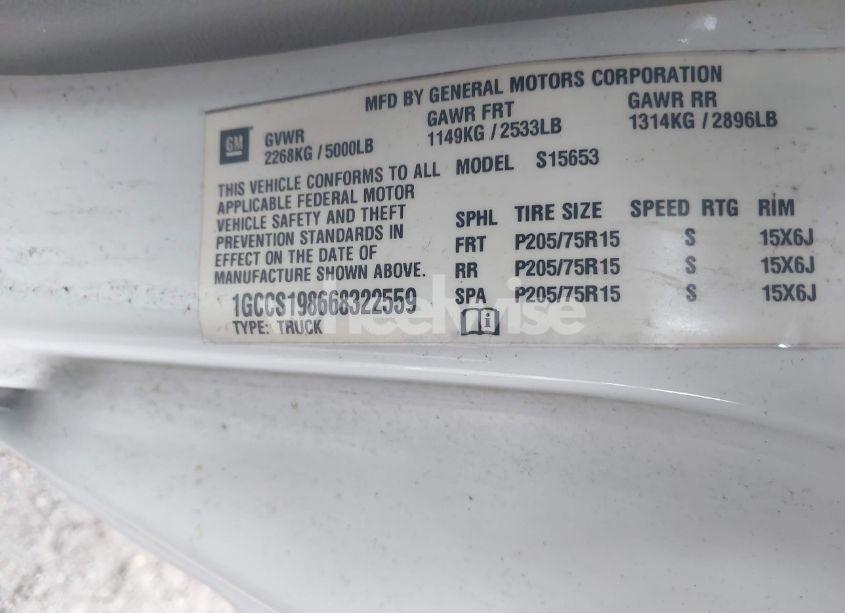 MFD BY GENERAL MOTORS CORPORATION
GM
GVWR GAWR FRT GAWR RR
2268KG / 5000LB 1149KG / 2533LB 1314KG / 2896LB
THIS VEHICLE CONFORMS TO ALL
APPLICABLE FEDERAL MOTOR
VEHICLE SAFETY AND THEFT
PREVENTION STANDARDS IN
EFFECT ON THE DATE OF
MANUFACTURE SHOWN ABOVE.
1GCCS198668322559
TYPE: TRUCK
MODEL S15653
SPHL TIRE SIZE SPEED RTG RIM
FRT P205/75R15 S 15X6J
RR P205/75R15 S 15X6J
SPA P205/75R15 S 15X6J